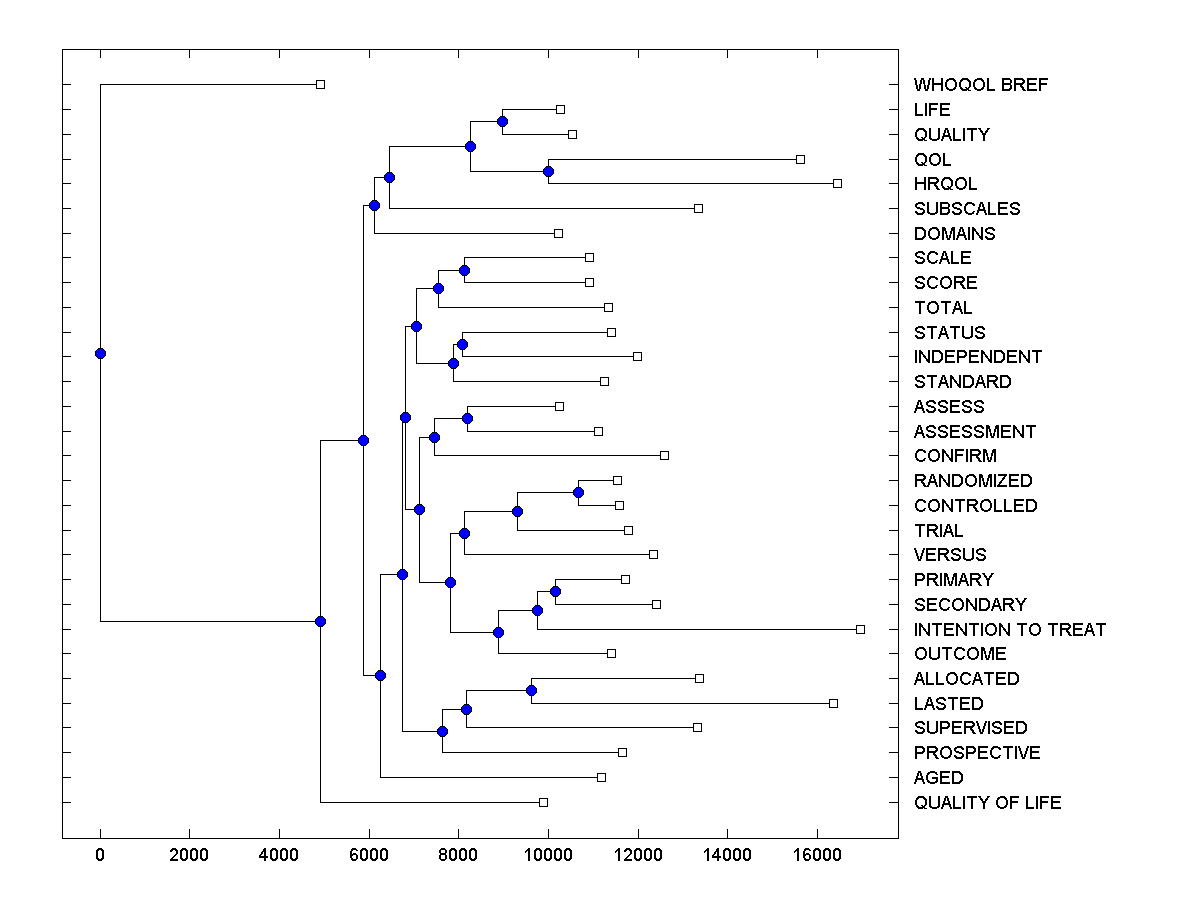 WHOQOL BREF
LIFE
QUALITY
QOL
HRQOL
SUBSCALES
DOMAINS
SCALE
SCORE
TOTAL
STATUS
INDEPENDENT
STANDARD
ASSESS
ASSESSMENT
CONFIRM
RANDOMIZED
CONTROLLED
TRIAL
VERSUS
PRIMARY
SECONDARY
INTENTION TO TREAT
OUTCOME
ALLOCATED
LASTED
SUPERVISED
PROSPECTIVE
AGED
QUALITY OF LIFE
0 2000 4000 6000 8000 10000 12000 14000 16000